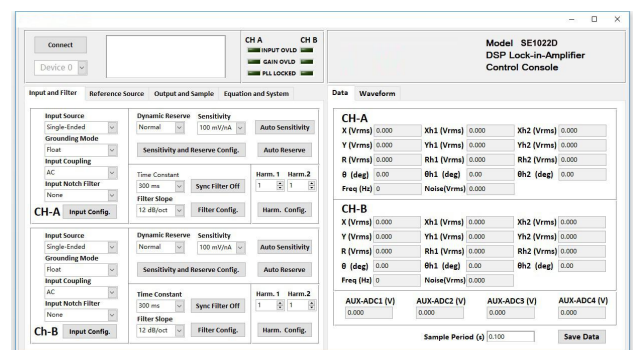 Connect
Device 0
CH A CH B
INPUT OVLD
GAIN OVLD
PLL LOCKED
Model SE1022D
DSP Lock-in-Amplifier
Control Console
Input and Filter Reference Source Output and Sample Equation and System
Input Source
Single-Ended
Grounding Mode
Float
Input Coupling
AC
Input Notch Filter
None
CH-A Input Config.
Dynamic Reserve Sensitivity
Normal 100 mV/nA Auto Sensitivity
Sensitivity and Reserve Config. Auto Reserve
Time Constant Harm. 1 Harm.2
300 ms Sync Filter Off 1 1
Filter Slope
12 dB/oct Filter Config. Harm. Config.
Input Source
Single-Ended
Grounding Mode
Float
Input Coupling
AC
Input Notch Filter
None
Ch-B Input Config.
Dynamic Reserve Sensitivity
Normal 100 mV/nA Auto Sensitivity
Sensitivity and Reserve Config. Auto Reserve
Time Constant Harm. 1 Harm.2
300 ms Sync Filter Off 1 1
Filter Slope
12 dB/oct Filter Config. Harm. Config.
Data Waveform
CH-A
X (Vrms) 0.000 Xh1 (Vrms) 0.000 Xh2 (Vrms) 0.000
Y (Vrms) 0.000 Yh1 (Vrms) 0.000 Yh2 (Vrms) 0.000
R (Vrms) 0.000 Rh1 (Vrms) 0.000 Rh2 (Vrms) 0.000
θ (deg) 0.00 θh1 (deg) 0.00 θh2 (deg) 0.00
Freq (Hz) 0 Noise(Vrms) 0.000
CH-B
X (Vrms) 0.000 Xh1 (Vrms) 0.000 Xh2 (Vrms) 0.000
Y (Vrms) 0.000 Yh1 (Vrms) 0.000 Yh2 (Vrms) 0.000
R (Vrms) 0.000 Rh1 (Vrms) 0.000 Rh2 (Vrms) 0.000
θ (deg) 0.00 θh1 (deg) 0.00 θh2 (deg) 0.00
Freq (Hz) 0 Noise(Vrms) 0.000
AUX-ADC1 (V) AUX-ADC2 (V) AUX-ADC3 (V) AUX-ADC4 (V)
0.000 0.000 0.000 0.000
Sample Period (s) 0.100 Save Data